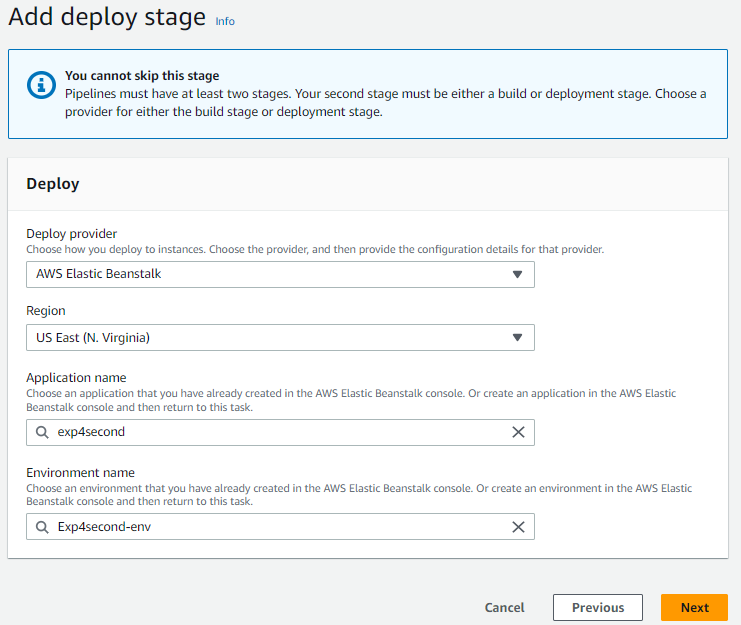 Add deploy stage Info
You cannot skip this stage
Pipelines must have at least two stages. Your second stage must be either a build or deployment stage. Choose a
provider for either the build stage or deployment stage.
Deploy
Deploy provider
Choose how you deploy to instances. Choose the provider, and then provide the configuration details for that provider.
AWS Elastic Beanstalk
Region
US East (N. Virginia)
Application name
Choose an application that you have already created in the AWS Elastic Beanstalk console. Or create an application in the AWS Elastic
Beanstalk console and then return to this task.
exp4second
Environment name
Choose an environment that you have already created in the AWS Elastic Beanstalk console. Or create an environment in the AWS Elastic
Beanstalk console and then return to this task.
Exp4second-env
Cancel Previous Next